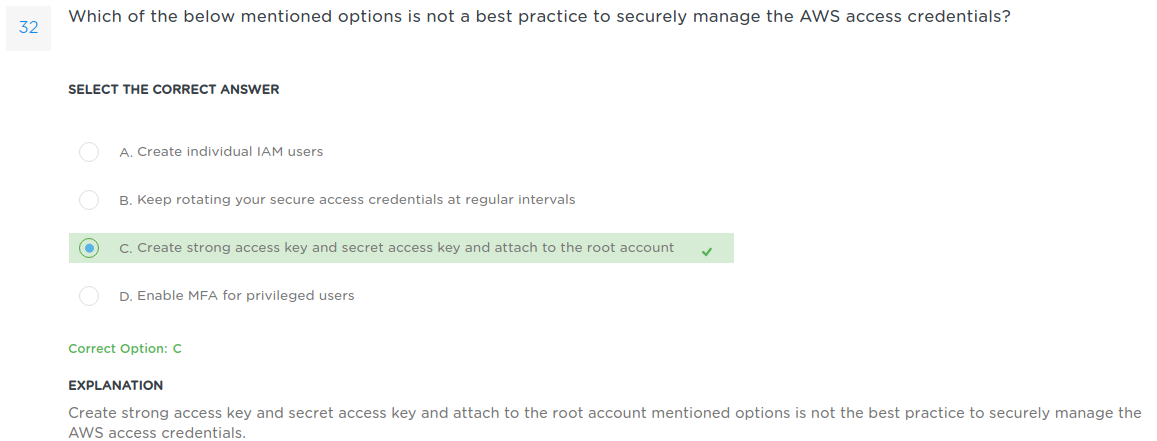 32
Which of the below mentioned options is not a best practice to securely manage the AWS access credentials?
SELECT THE CORRECT ANSWER
A. Create individual IAM users
B. Keep rotating your secure access credentials at regular intervals
C. Create strong access key and secret access key and attach to the root account
D. Enable MFA for privileged users
Correct Option: C
EXPLANATION
Create strong access key and secret access key and attach to the root account mentioned options is not the best practice to securely manage the
AWS access credentials.